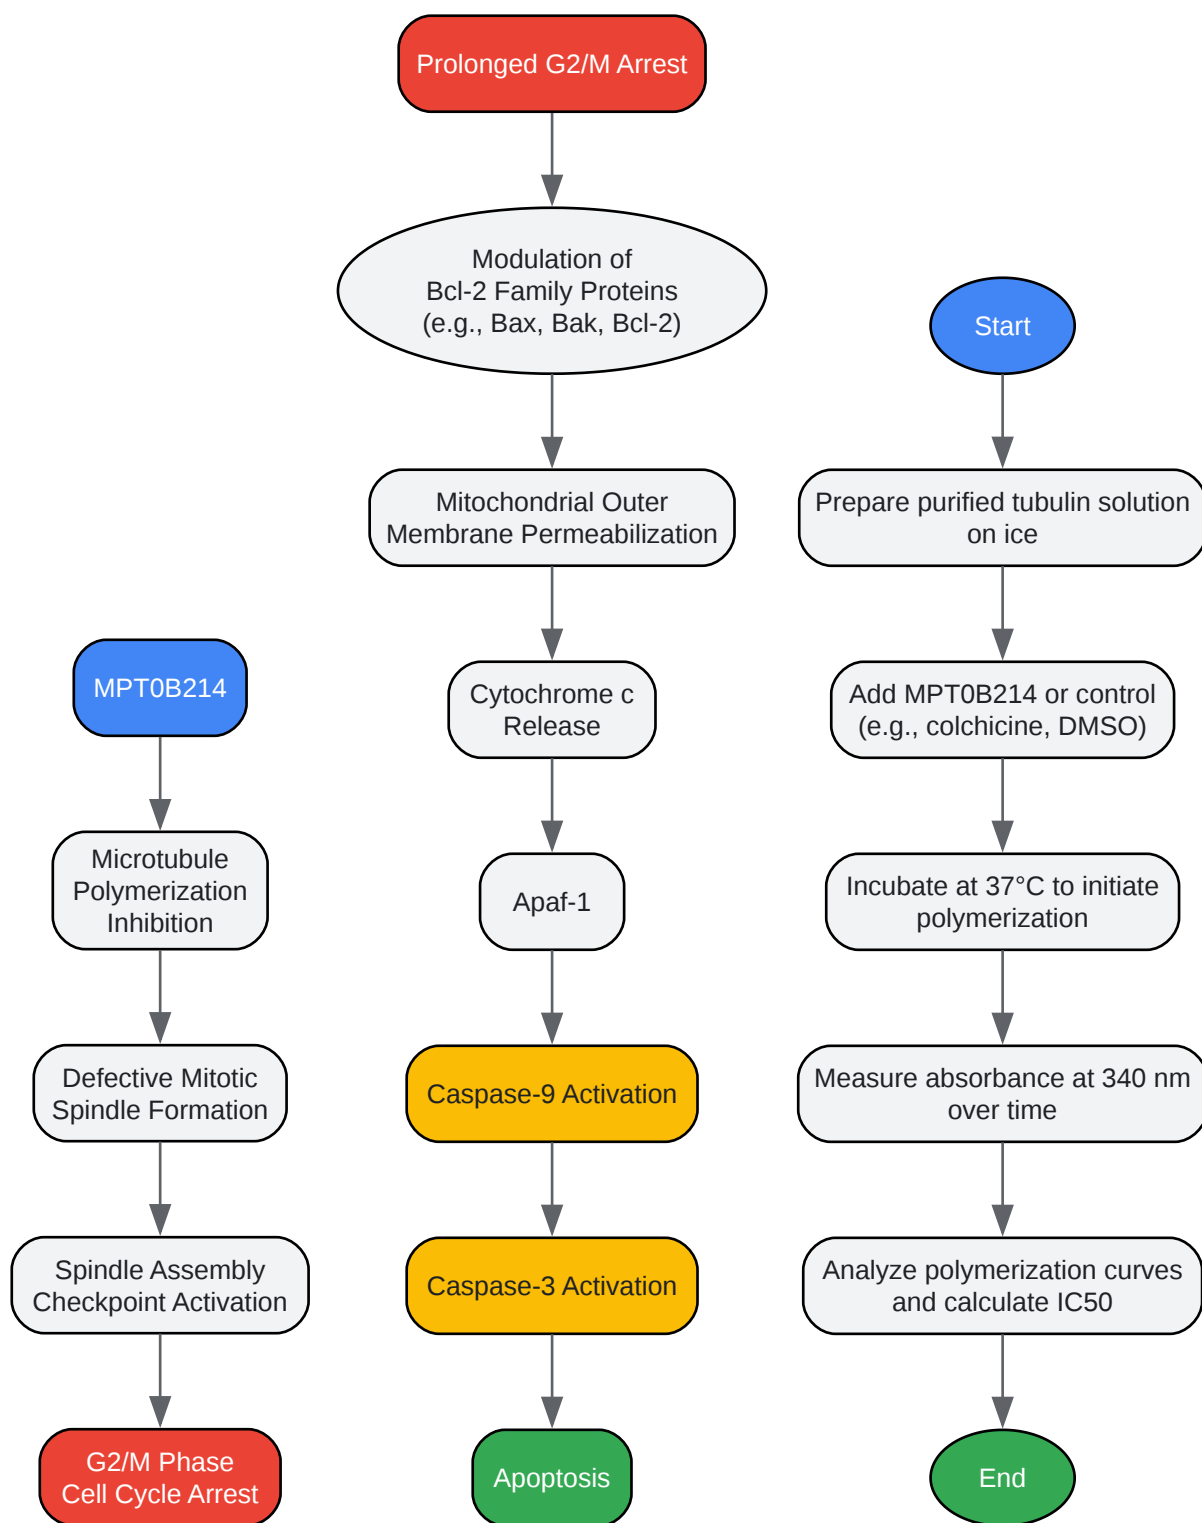 MPT0B214
Microtubule
Polymerization
Inhibition
Defective Mitotic
Spindle Formation
Spindle Assembly
Checkpoint Activation
G2/M Phase
Cell Cycle Arrest
Prolonged G2/M Arrest
Modulation of
Bcl-2 Family Proteins
(e.g., Bax, Bak, Bcl-2)
Mitochondrial Outer
Membrane Permeabilization
Cytochrome c
Release
Apaf-1
Caspase-9 Activation
Caspase-3 Activation
Apoptosis
Start
Prepare purified tubulin solution
on ice
Add MPT0B214 or control
(e.g., colchicine, DMSO)
Incubate at 37°C to initiate
polymerization
Measure absorbance at 340 nm
over time
Analyze polymerization curves
and calculate IC50
End